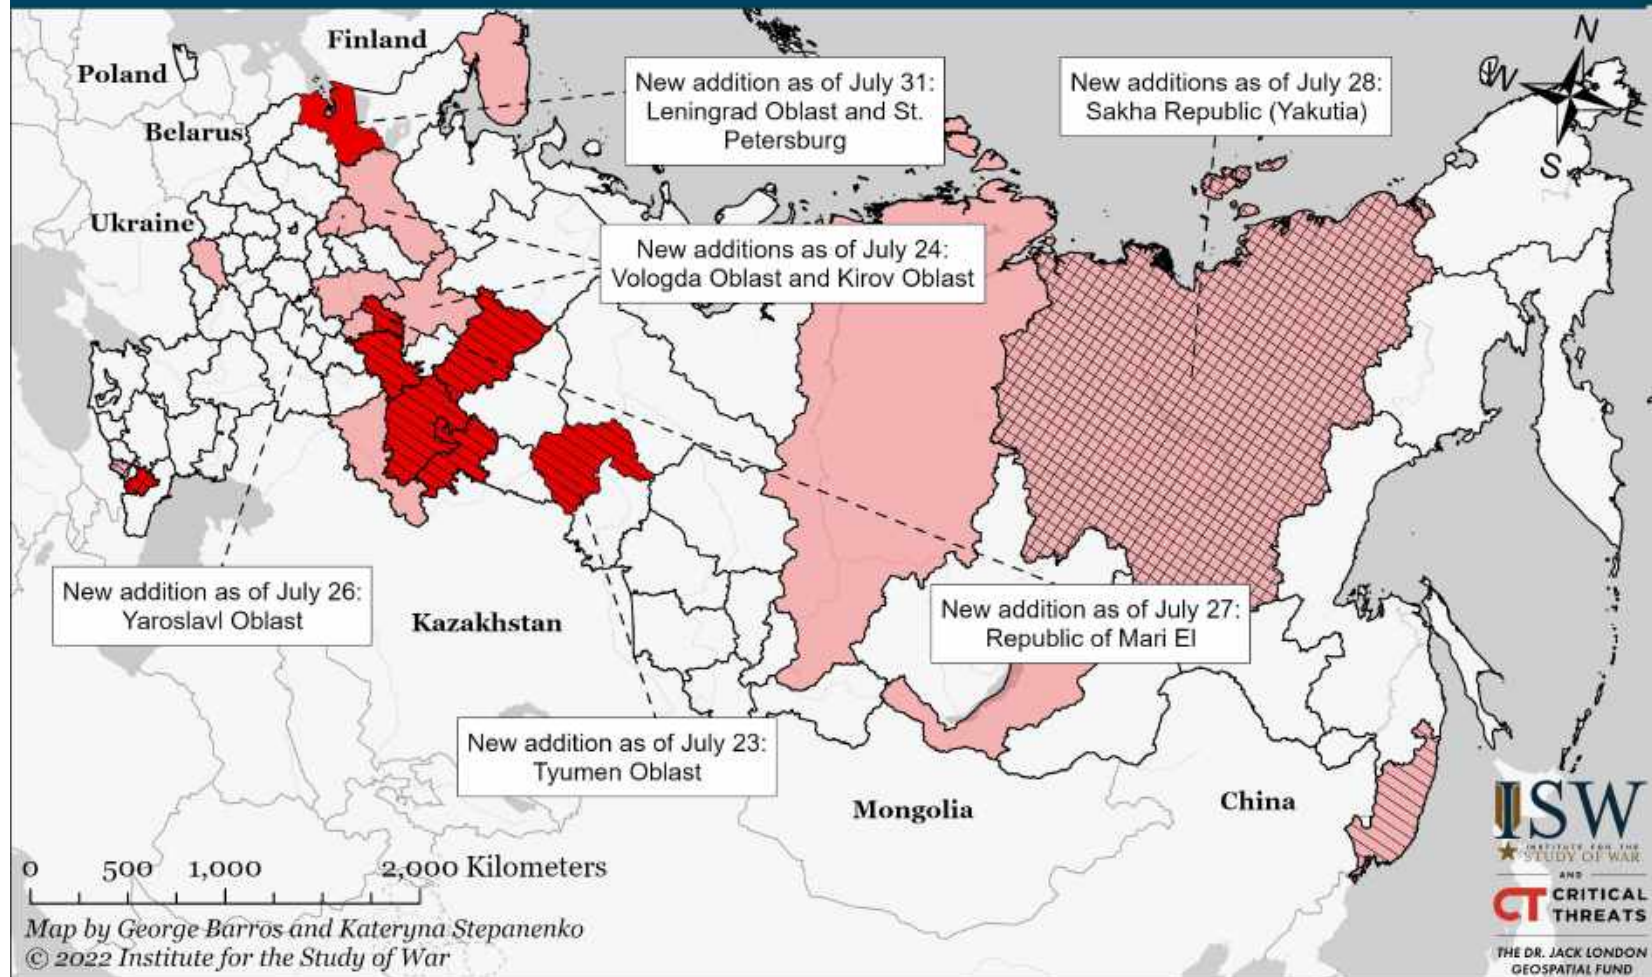 Finland
Poland
Belarus
Ukraine
New addition as of July 31:
Leningrad Oblast and St.
Petersburg
New additions as of July 28:
Sakha Republic (Yakutia)
N
W
E
S
New additions as of July 24:
Vologda Oblast and Kirov Oblast
New addition as of July 26:
Yaroslavl Oblast
Kazakhstan
New addition as of July 27:
Republic of Mari El
New addition as of July 23:
Tyumen Oblast
Mongolia
China
0 500 1,000 2,000 Kilometers
Map by George Barros and Kateryna Stepanenko
© 2022 Institute for the Study of War
ISW
INSTITUTE FOR THE
STUDY OF WAR
AND
CT CRITICAL
THREATS
THE DR. JACK LONDON
GEOSPATIAL FUND